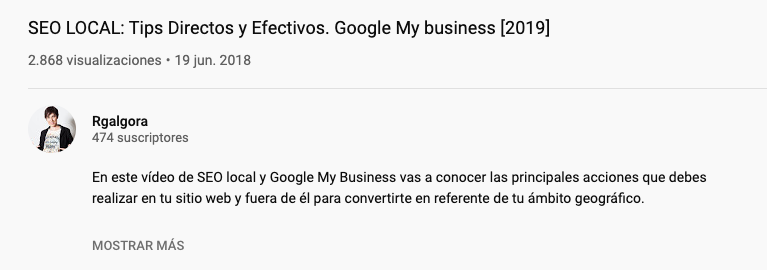 SEO LOCAL: Tips Directos y Efectivos. Google My business [2019]
2.868 visualizaciones • 19 jun. 2018
Rgalgora
474 suscriptores
En este vídeo de SEO local y Google My Business vas a conocer las principales acciones que debes
realizar en tu sitio web y fuera de él para convertirte en referente de tu ámbito geográfico.
MOSTRAR MÁS